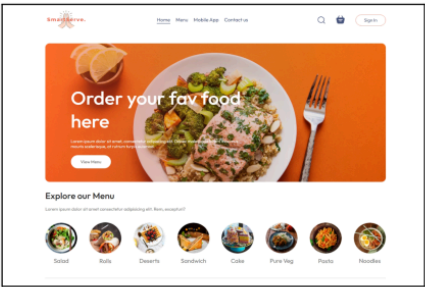 SmartServe.
Home Menu Mobile App Contact us
Sign In
Order your fav food
here
View Menu
Explore our Menu
Salad Rolls Deserts Sandwich Cake Pure Veg Pasta Noodles